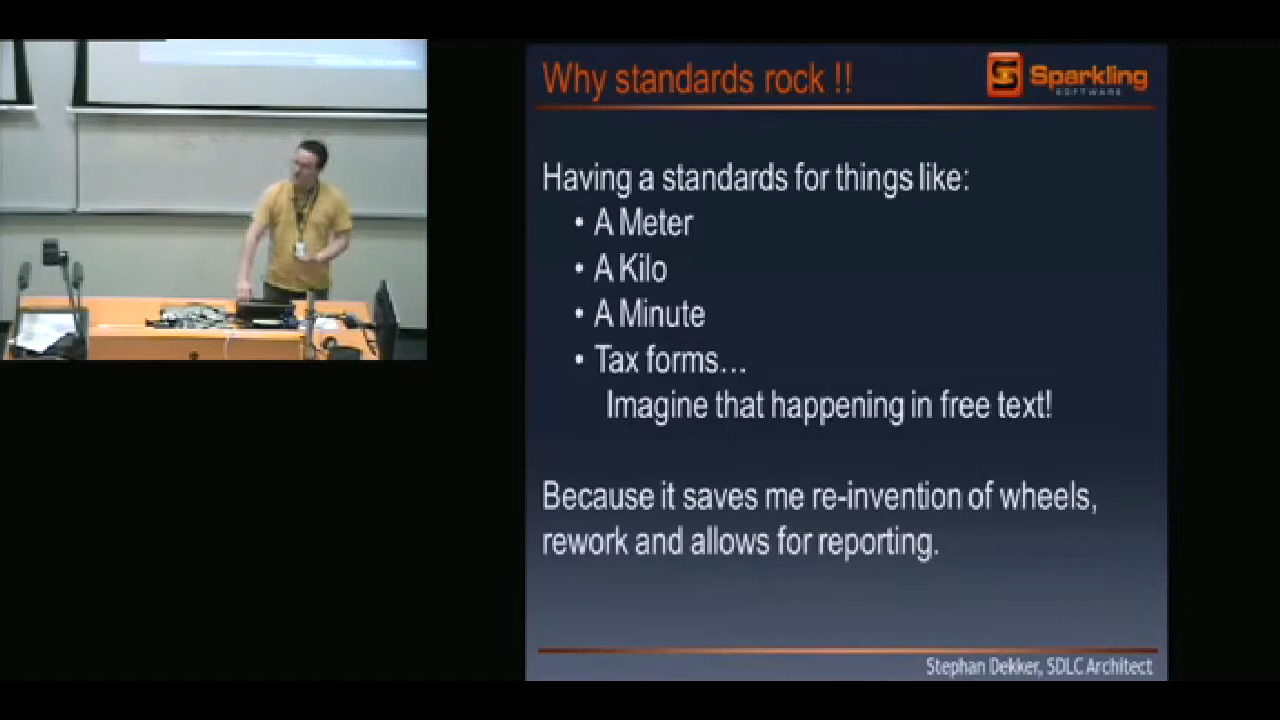 Why standards rock !!
Sparkling
SOFTWARE
Having a standards for things like:
• A Meter
• A Kilo
• A Minute
• Tax forms...
Imagine that happening in free text!
Because it saves me re-invention of wheels,
rework and allows for reporting.
Stephan Dekker, SDLC Architect